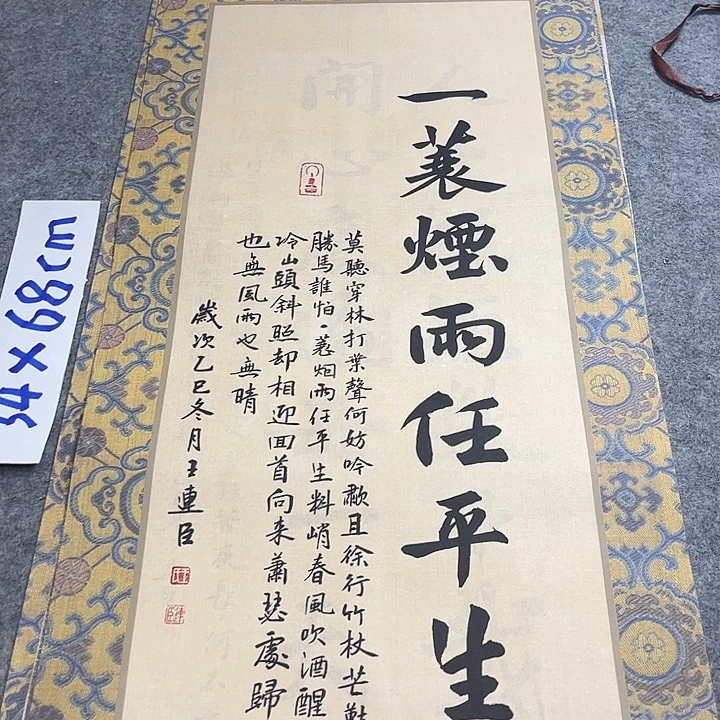 一蓑煙雨任平生
莫聽穿林打葉聲何妨吟歗且徐行竹杖芒鞋
勝馬誰怕一蓑烟雨任平生料峭春風吹酒醒
冷山頭斜照却相迎回首向来蕭瑟處歸
也無風雨也無晴
歲次乙巳冬月王連臣
34x68cm